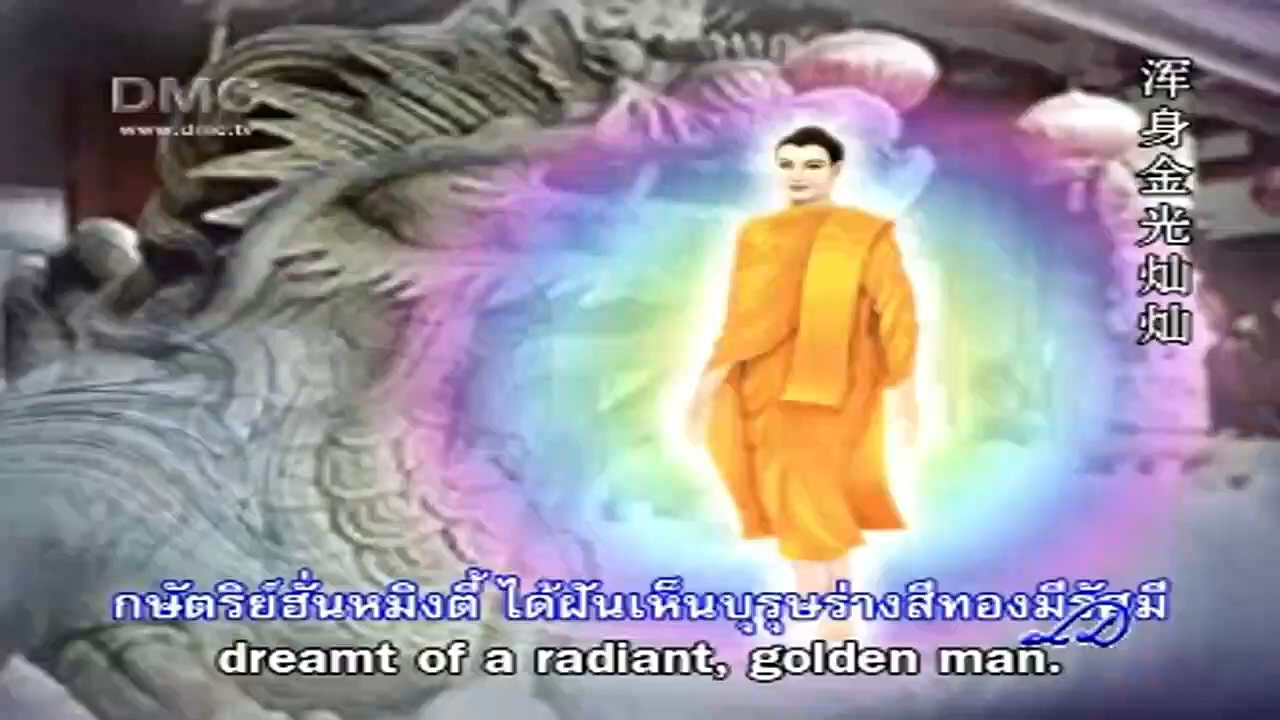 DMC
www.dmc.tv
浑身金光灿灿
กษัตริย์ฮั่นหมิงตี้ ได้ฝันเห็นบุรุษร่างสีทองมีรัศมี
dreamt of a radiant, golden man.